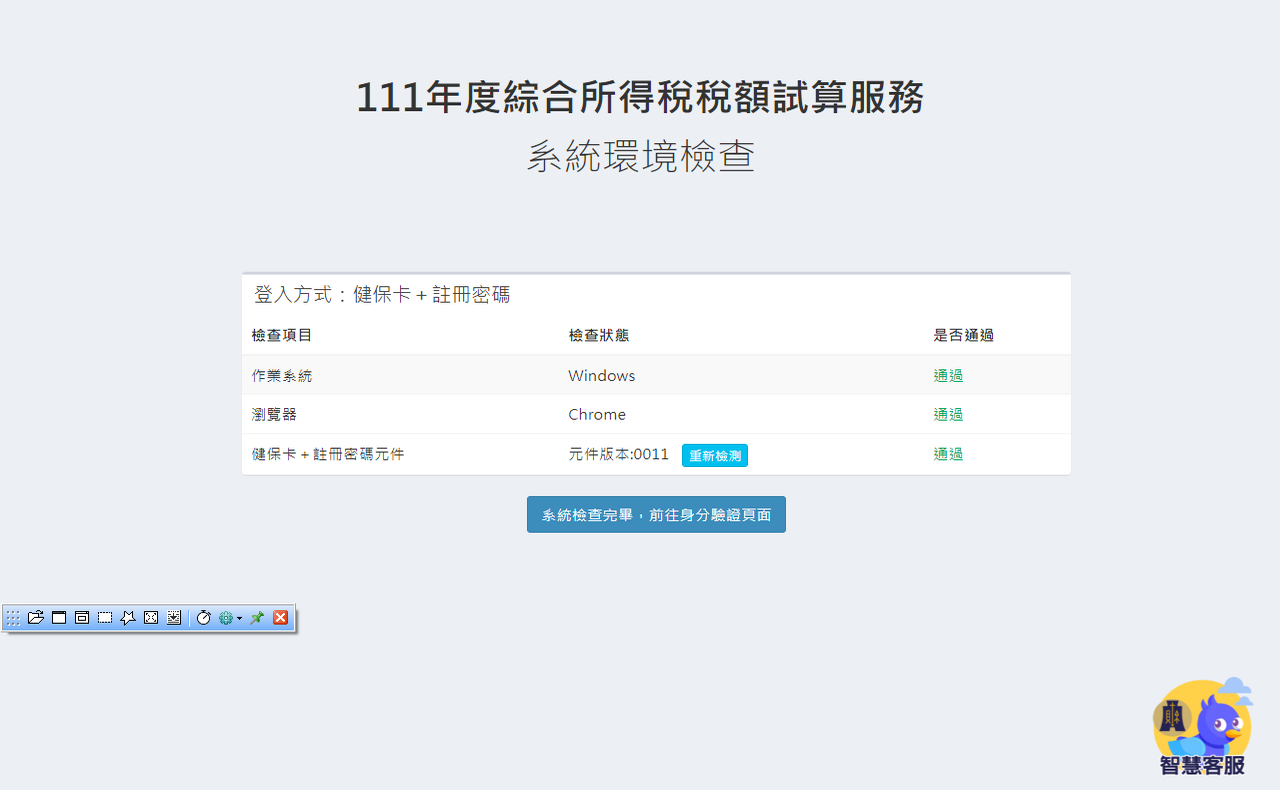 111年度綜合所得稅稅額試算服務
系統環境檢查
登入方式：健保卡＋註冊密碼
檢查項目 檢查狀態 是否通過
作業系統 Windows 通過
瀏覽器 Chrome 通過
健保卡＋註冊密碼元件 元件版本:0011 重新檢測 通過
系統檢查完畢，前往身分驗證頁面
智慧客服